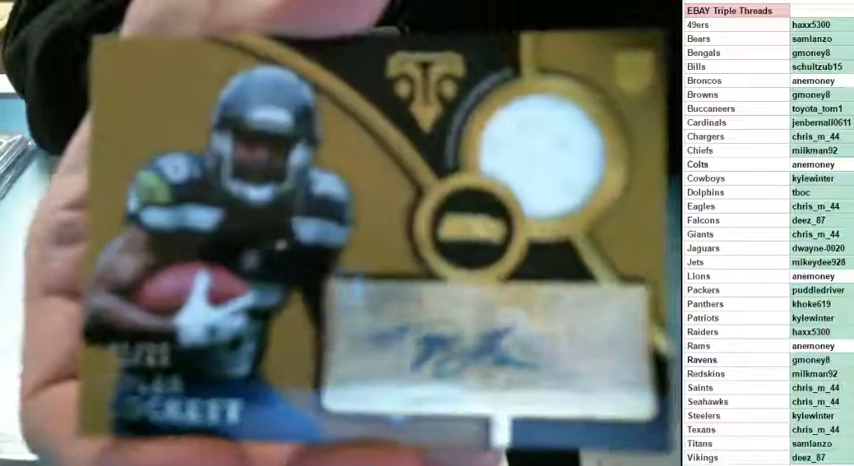 EBAY Triple Threads
49ers haxx5300
Bears samlanzo
Bengals gmoney8
Bills schultzub15
Broncos anemoney
Browns gmoney8
Buccaneers toyota_tom1
Cardinals jenbernall0611
Chargers chris_m_44
Chiefs milkman92
Colts anemoney
Cowboys kylewinter
Dolphins tboc
Eagles chris_m_44
Falcons deez_87
Giants chris_m_44
Jaguars dwayne-0020
Jets mikeydee928
Lions anemoney
Packers puddledriver
Panthers khoke619
Patriots kylewinter
Raiders haxx5300
Rams anemoney
Ravens gmoney8
Redskins milkman92
Saints chris_m_44
Seahawks chris_m_44
Steelers kylewinter
Texans chris_m_44
Titans samlanzo
Vikings deez_87